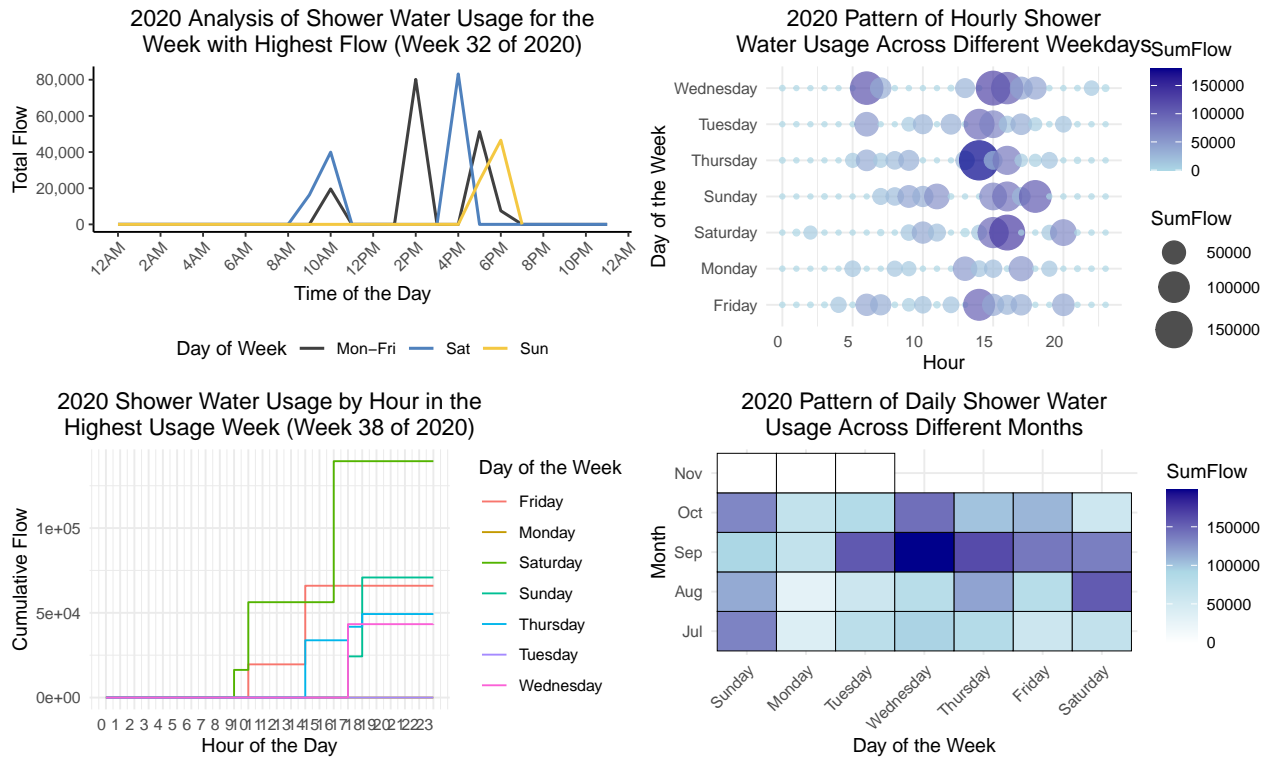 2020 Analysis of Shower Water Usage for the
Week with Highest Flow (Week 32 of 2020)
Total Flow
80,000
60,000
40,000
20,000
0
12AM
2AM
4AM
6AM
8AM
10AM
12PM
2PM
4PM
6PM
8PM
10PM
12AM
Time of the Day
Day of Week
Mon−Fri
Sat
Sun
2020 Pattern of Hourly Shower
Water Usage Across Different Weekdays
Day of the Week
Wednesday
Tuesday
Thursday
Sunday
Saturday
Monday
Friday
0
5
10
15
20
Hour
SumFlow
150000
100000
50000
0
SumFlow
50000
100000
150000
2020 Shower Water Usage by Hour in the
Highest Usage Week (Week 38 of 2020)
Cumulative Flow
1e+05
5e+04
0e+00
0 1 2 3 4 5 6 7 8 9 10 11 12 13 14 15 16 17 18 19 20 21 22 23
Hour of the Day
Day of the Week
Friday
Monday
Saturday
Sunday
Thursday
Tuesday
Wednesday
2020 Pattern of Daily Shower Water
Usage Across Different Months
Month
Nov
Oct
Sep
Aug
Jul
Sunday
Monday
Tuesday
Wednesday
Thursday
Friday
Saturday
Day of the Week
SumFlow
150000
100000
50000
0